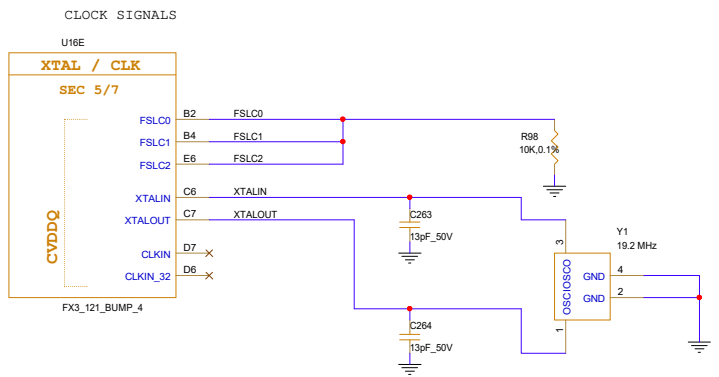 CLOCK SIGNALS
U16E
XTAL / CLK
SEC 5/7
FSLC0 B2 FSLC0
FSLC1 B4 FSLC1
FSLC2 E6 FSLC2
R98
10K,0.1%
XTALIN C6 XTALIN
XTALOUT C7 XTALOUT
C263
13pF_50V
CLKIN D7
CLKIN_32 D6
CVDDQ
FX3_121_BUMP_4
Y1
19.2 MHz
3
OSCIOSCO
GND 4
GND 2
1
C264
13pF_50V